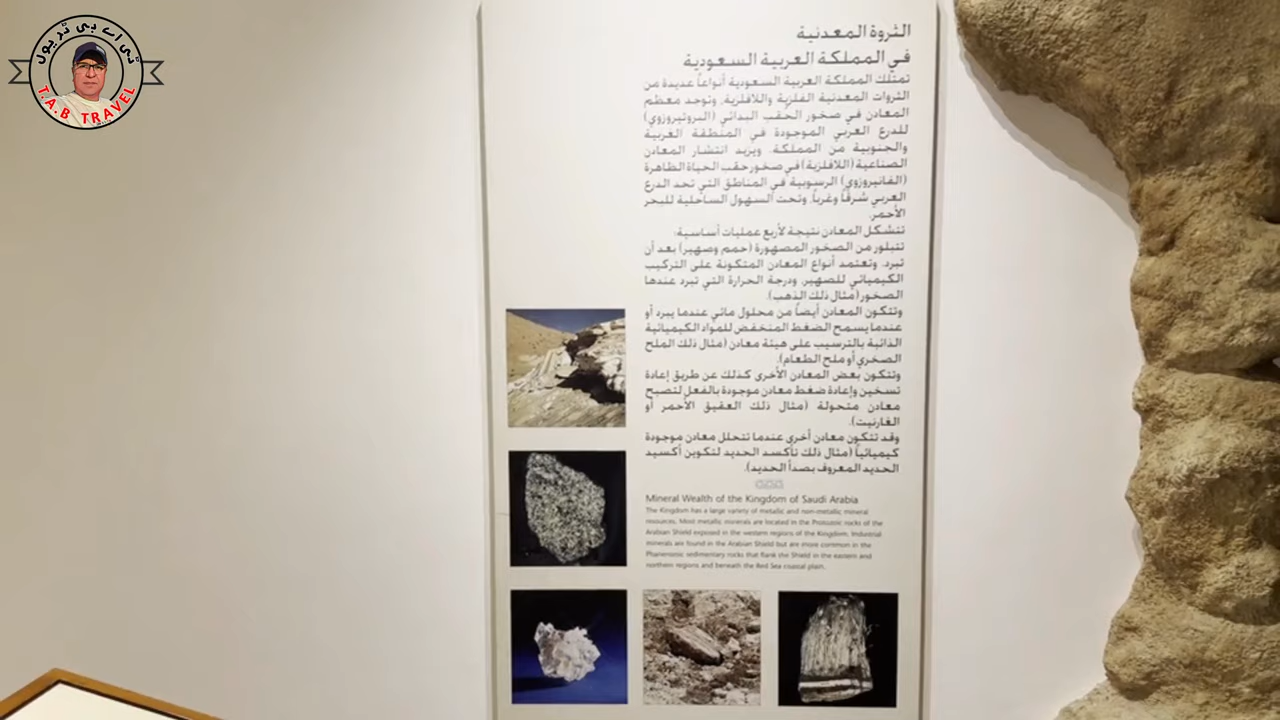 ٹی اے بی ٹریول
T.A.B TRAVEL
الثروة المعدنية
في المملكة العربية السعودية
تمتلك المملكة العربية السعودية أنواعاً عديدة من
الثروات المعدنية الفلزية واللافلزية. وتوجد معظم
المعادن في صخور الحُقب البدائي (البروتيروزوي)
للدرع العربي الموجودة في المنطقة الغربية
والجنوبية من المملكة. ويزيد انتشار المعادن
الصناعية (اللافلزية) في صخور حقب الحياة الظاهرة
(الفانيروزوي) الرسوبية في المناطق التي تحد الدرع
العربي شرقاً وغرباً. وتحت السهول الساحلية للبحر
الأحمر.
تتشكل المعادن نتيجة لأربع عمليات أساسية:
تتبلور من الصخور المصهورة (حمم وصهير) بعد أن
تبرد. وتعتمد أنواع المعادن المتكونة على التركيب
الكيميائي للصهير. ودرجة الحرارة التي تبرد عندها
الصخور (مثال ذلك الذهب).
وتتكون المعادن أيضاً من محلول مائي عندما يبرد أو
عندما يسمح الضغط المنخفض للمواد الكيميائية
الذائبة بالترسيب على هيئة معادن (مثال ذلك الملح
الصخري أو ملح الطعام).
وتتكون بعض المعادن الأخرى كذلك عن طريق إعادة
تسخين وإعادة ضغط معادن موجودة بالفعل لتصبح
معادن متحولة (مثال ذلك العقيق الأحمر أو
الغارنيت).
وقد تتكون معادن أخرى عندما تتحلل معادن موجودة
كيميائياً (مثال ذلك تأكسد الحديد لتكوين أكسيد
الحديد المعروف بصدأ الحديد).
Mineral Wealth of the Kingdom of Saudi Arabia
The Kingdom has a large variety of metallic and non-metallic mineral
resources. Most metallic minerals are located in the Protozoic rocks of the
Arabian Shield exposed in the western regions of the Kingdom. Industrial
minerals are found in the Arabian Shield but are more common in the
Phanerozoic sedimentary rocks that flank the Shield in the eastern and
northern regions and beneath the Red Sea coastal plain.